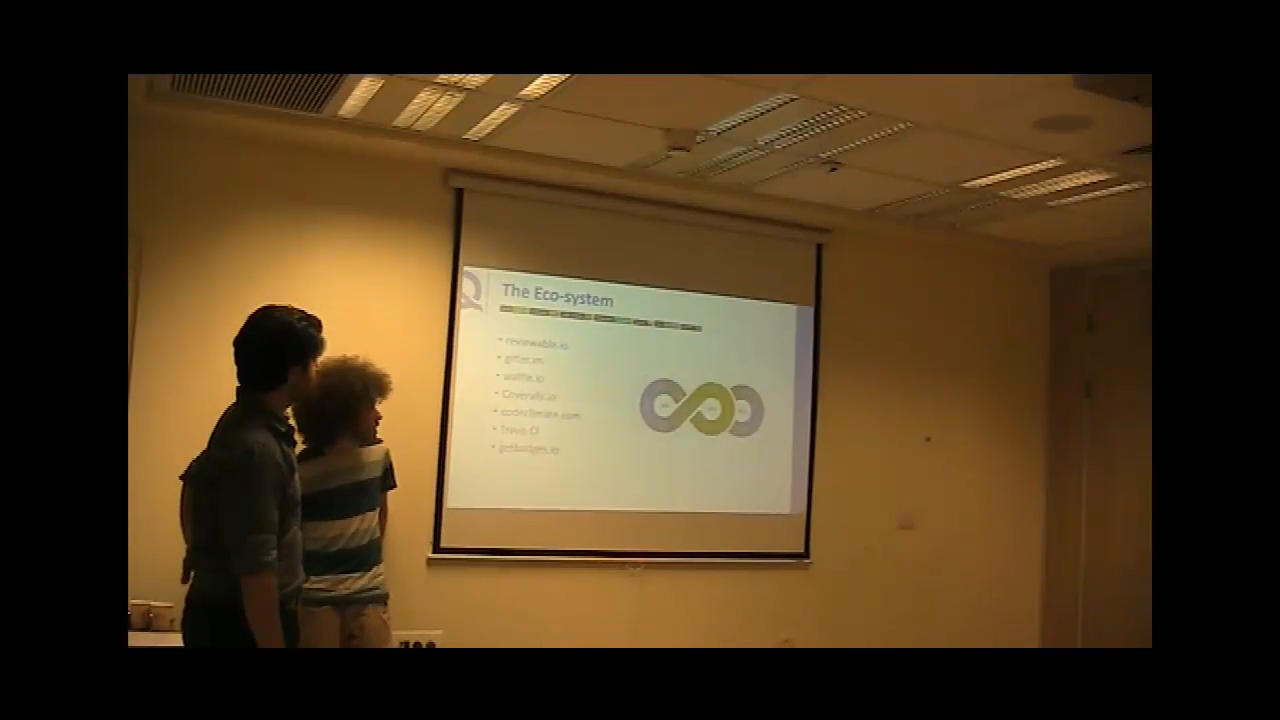 The Eco-system
• reviewable.io
• gitter.im
• waffle.io
• Coveralls.io
• codeclimate.com
• Travis CI
• getbadges.io